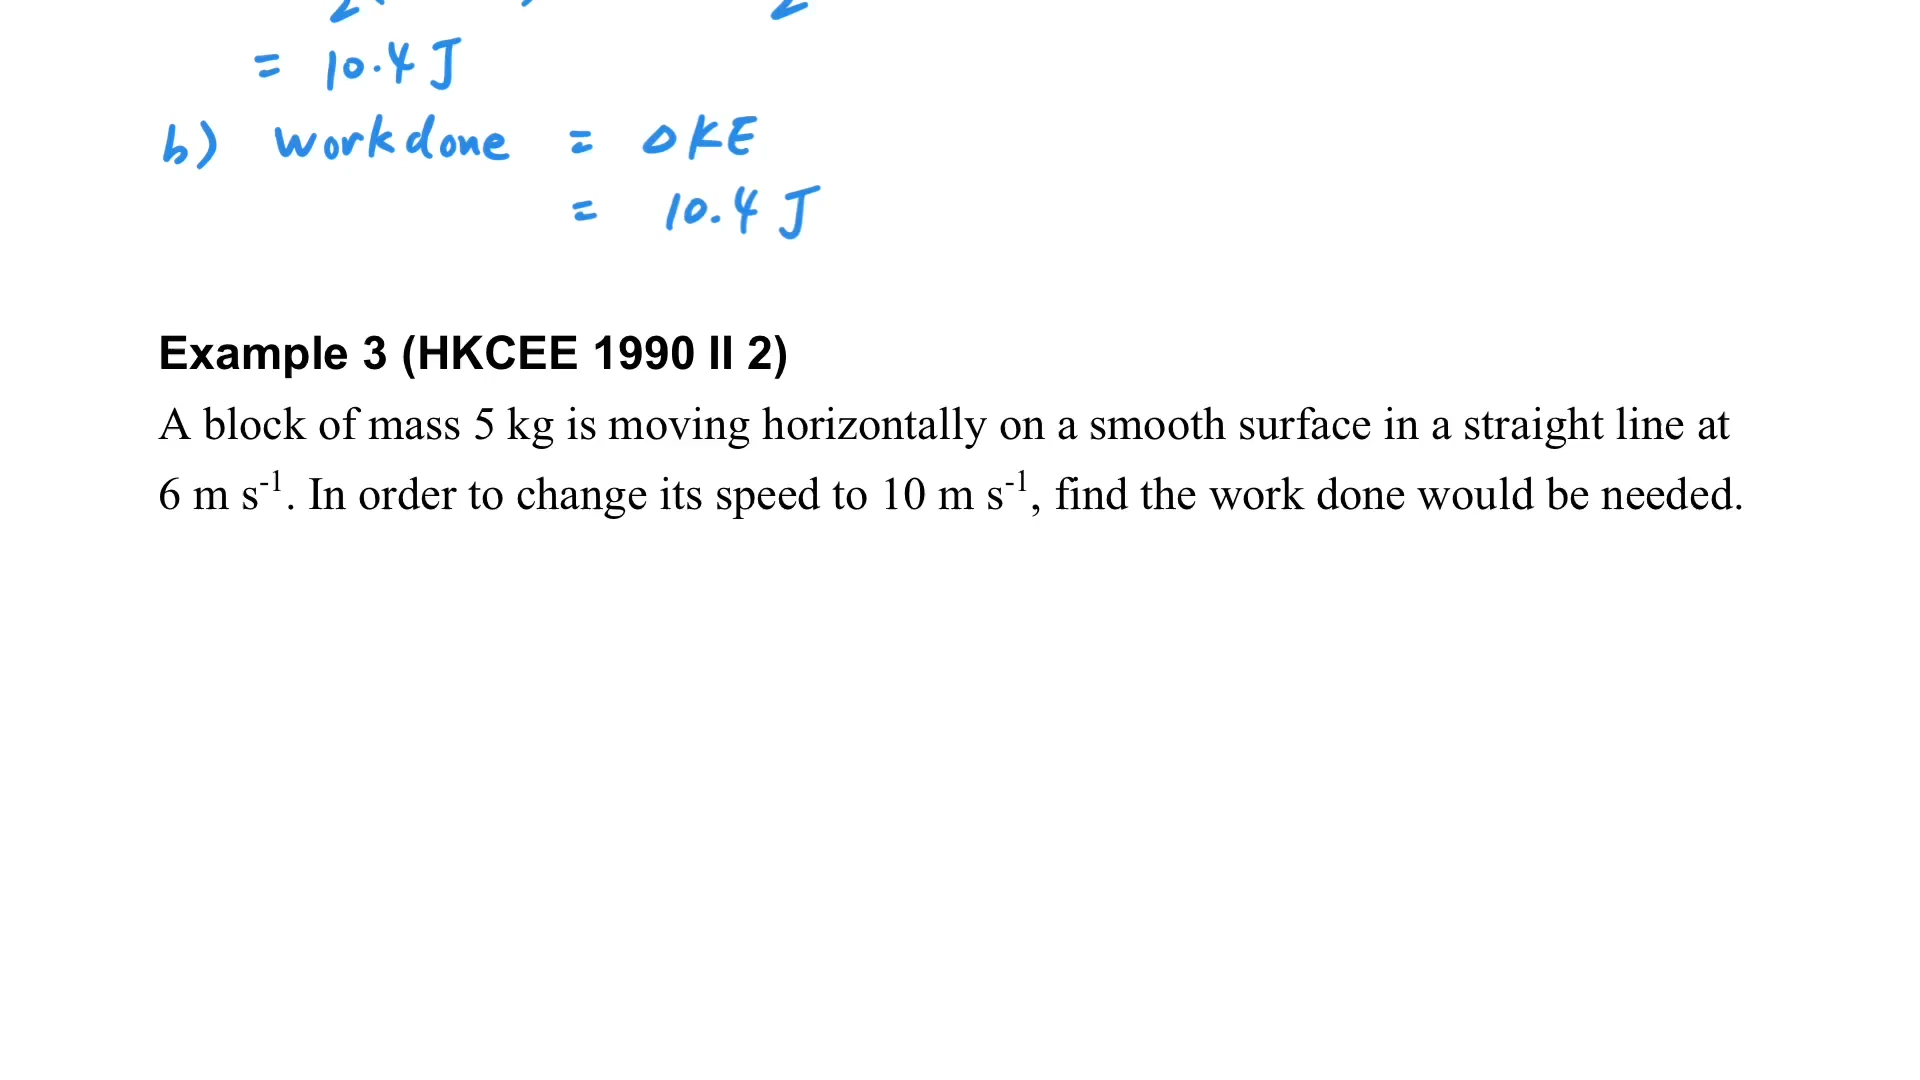 = 10.4 J
b) workdone = ΔKE
= 10.4 J
Example 3 (HKCEE 1990 II 2)
A block of mass 5 kg is moving horizontally on a smooth surface in a straight line at
6 m s⁻¹. In order to change its speed to 10 m s⁻¹, find the work done would be needed.